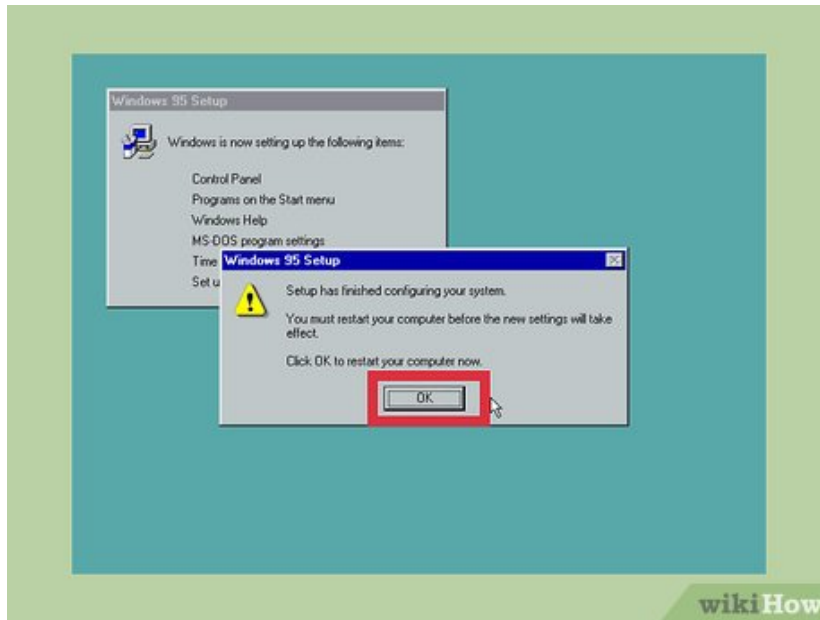 Windows 95 Setup
Windows is now setting up the following items:
Control Panel
Programs on the Start menu
Windows Help
MS-DOS program settings
Time
Set u
Windows 95 Setup
Setup has finished configuring your system.
You must restart your computer before the new settings will take
effect.
Click OK to restart your computer now.
OK
wikiHow